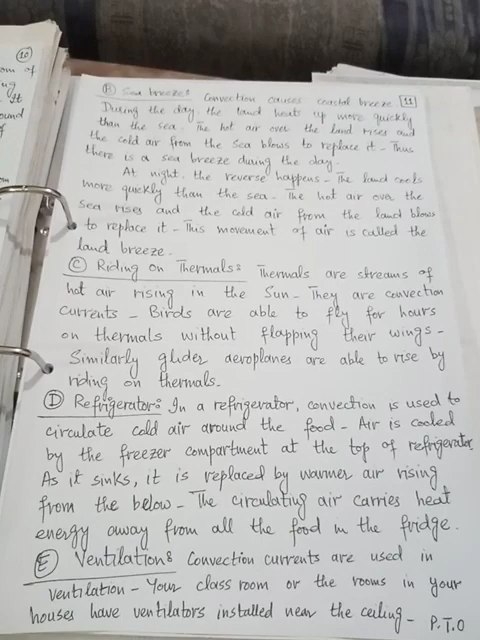 10
om of
ng
It
ound
f
(B) Sea breeze: Convection causes coastal breeze. 11
During the day, the land heats up more quickly
than the sea. The hot air over the land rises and
the cold air from the sea blows to replace it - Thus
there is a sea breeze during the day.
At night, the reverse happens - The land cools
more quickly than the sea - The hot air over the
sea rises and the cold air from the land blows
to replace it - This movement of air is called the
land breeze.
(C) Riding on Thermals: Thermals are streams of
hot air rising in the Sun - They are convection
currents - Birds are able to fly for hours
on thermals without flapping their wings -
Similarly glider aeroplanes are able to rise by
riding on thermals.
(D) Refrigerator: In a refrigerator, convection is used to
circulate cold air around the food - Air is cooled
by the freezer compartment at the top of refrigerator
As it sinks, it is replaced by warmer air rising
from the below - The circulating air carries heat
energy away from all the food in the fridge.
(E) Ventilation: Convection currents are used in
ventilation - Your class room or the rooms in your
houses have ventilators installed near the ceiling - P.T.O